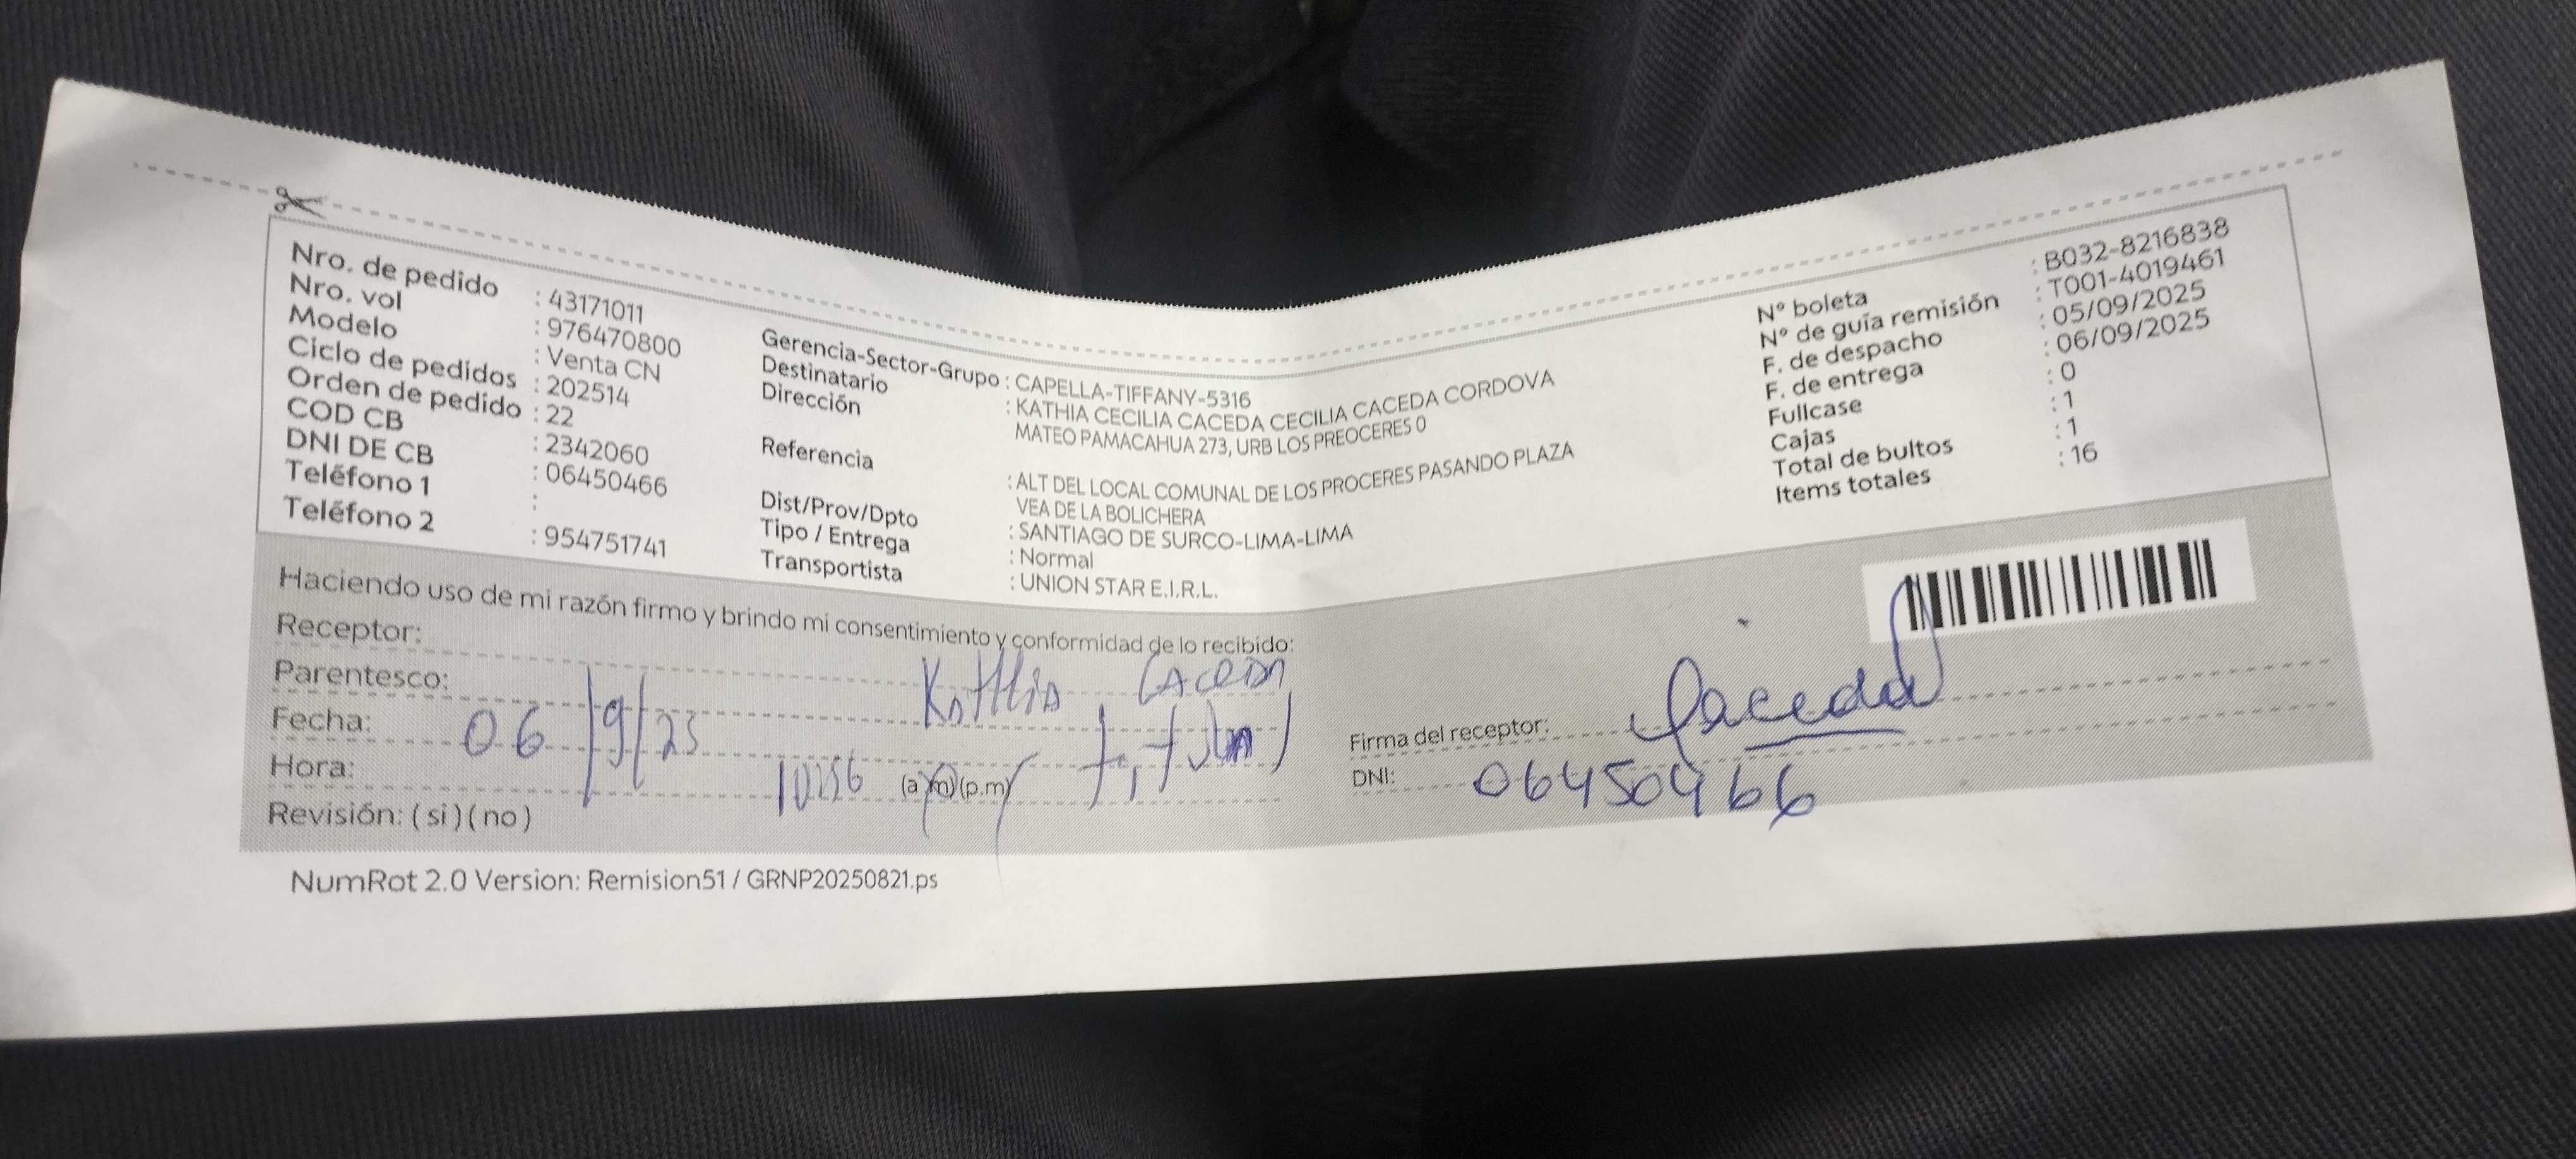 Nro. de pedido : 43171011
Nro. vol : 976470800
Modelo : Venta CN
Ciclo de pedidos : 202514
Orden de pedido : 22
COD CB : 2342060
DNI DE CB : 06450466
Teléfono 1 :
Teléfono 2 : 954751741
Gerencia-Sector-Grupo : CAPELLA-TIFFANY-5316
Destinatario : KATHIA CECILIA CACEDA CECILIA CACEDA CORDOVA
Dirección MATEO PAMACAHUA 273, URB LOS PREOCERES 0
Referencia : ALT DEL LOCAL COMUNAL DE LOS PROCERES PASANDO PLAZA
VEA DE LA BOLICHERA
Dist/Prov/Dpto : SANTIAGO DE SURCO-LIMA-LIMA
Tipo / Entrega : Normal
Transportista : UNION STAR E.I.R.L.
N° boleta : B032-8216838
N° de guía remisión : T001-4019461
F. de despacho : 05/09/2025
F. de entrega : 06/09/2025
Fullcase : 0
Cajas : 1
Total de bultos : 1
Items totales : 16
Haciendo uso de mi razón firmo y brindo mi consentimiento y conformidad de lo recibido:
Receptor:
Parentesco:
Fecha: 06/9/25
Hora: (a.m)(p.m)
Revisión: (si)(no)
Firma del receptor: Caceda
DNI: 06450466
NumRot 2.0 Version: Remision51 / GRNP20250821.ps